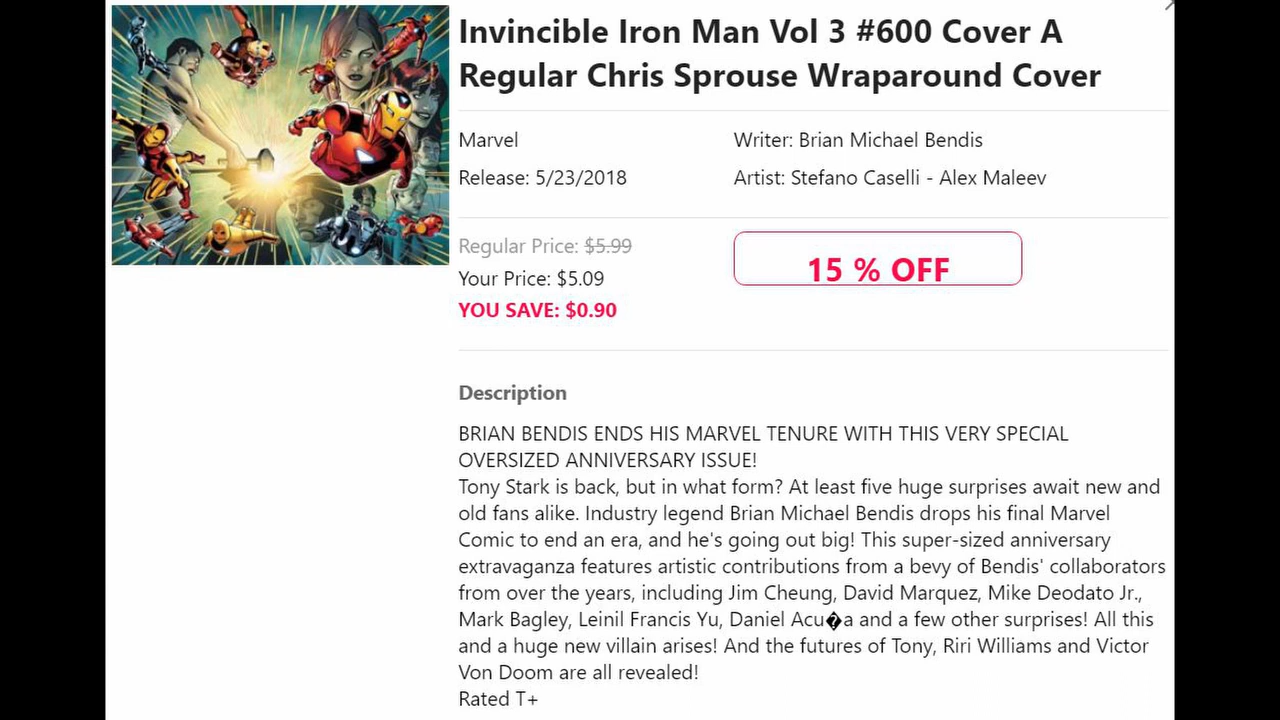 Invincible Iron Man Vol 3 #600 Cover A
Regular Chris Sprouse Wraparound Cover
Marvel
Writer: Brian Michael Bendis
Release: 5/23/2018
Artist: Stefano Caselli - Alex Maleev
Regular Price: $5.99
15 % OFF
Your Price: $5.09
YOU SAVE: $0.90
Description
BRIAN BENDIS ENDS HIS MARVEL TENURE WITH THIS VERY SPECIAL
OVERSIZED ANNIVERSARY ISSUE!
Tony Stark is back, but in what form? At least five huge surprises await new and
old fans alike. Industry legend Brian Michael Bendis drops his final Marvel
Comic to end an era, and he's going out big! This super-sized anniversary
extravaganza features artistic contributions from a bevy of Bendis' collaborators
from over the years, including Jim Cheung, David Marquez, Mike Deodato Jr.,
Mark Bagley, Leinil Francis Yu, Daniel Acu�a and a few other surprises! All this
and a huge new villain arises! And the futures of Tony, Riri Williams and Victor
Von Doom are all revealed!
Rated T+